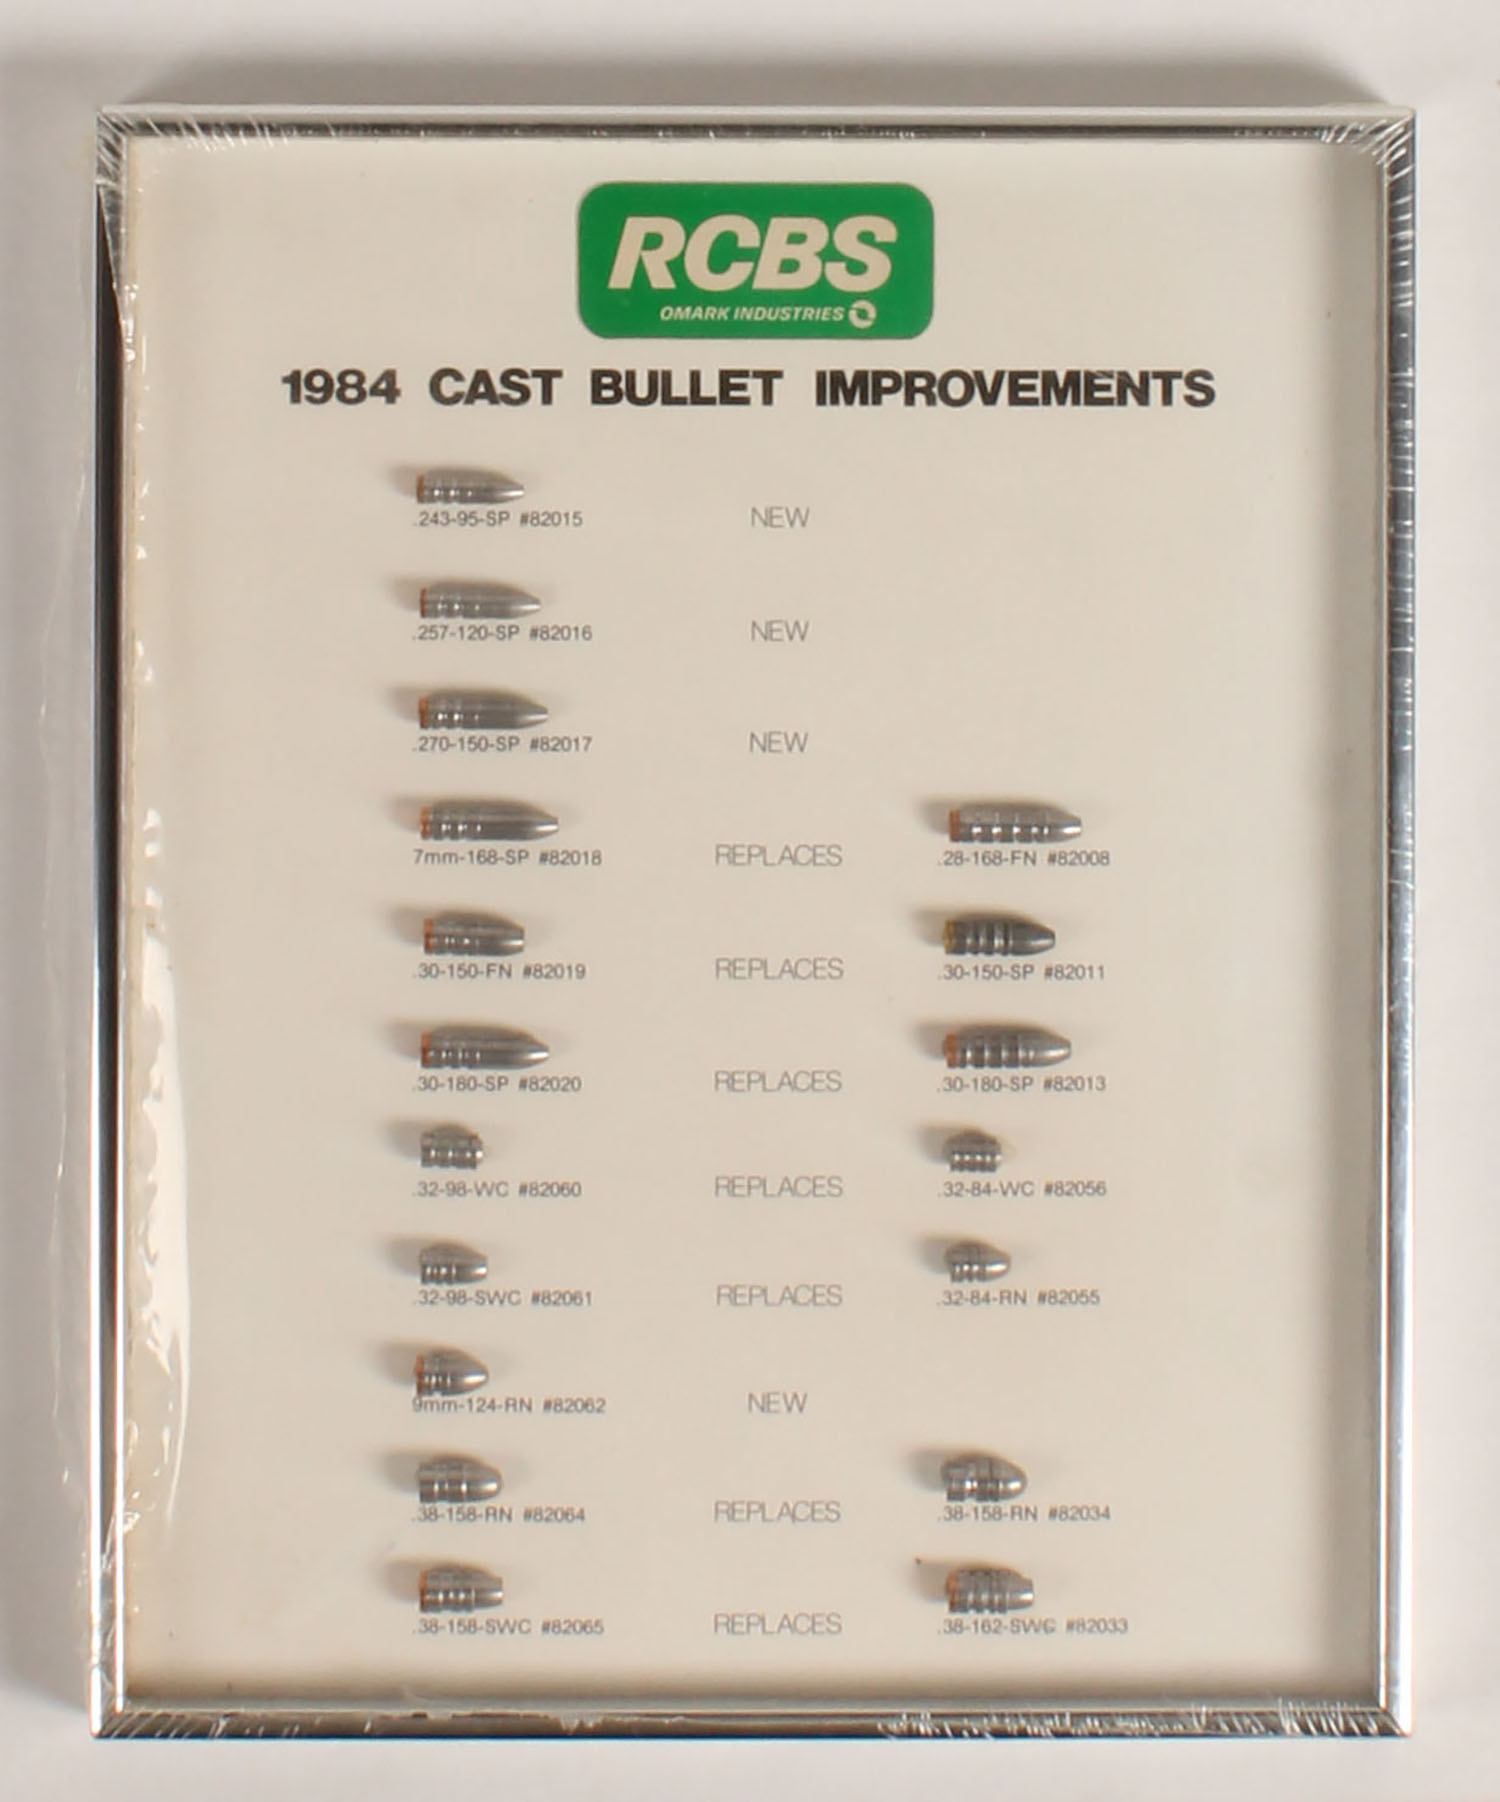 RCBS
OMARK INDUSTRIES
1984 CAST BULLET IMPROVEMENTS
.243-95-SP #82015 NEW
.257-120-SP #82016 NEW
.270-150-SP #82017 NEW
7mm-168-SP #82018 REPLACES .28-168-FN #82008
.30-150-FN #82019 REPLACES .30-150-SP #82011
.30-180-SP #82020 REPLACES .30-180-SP #82013
.32-98-WC #82060 REPLACES .32-84-WC #82056
.32-98-SWC #82061 REPLACES .32-84-RN #82055
9mm-124-RN #82062 NEW
.38-158-RN #82064 REPLACES .38-158-RN #82034
.38-158-SWC #82065 REPLACES .38-162-SWC #82033